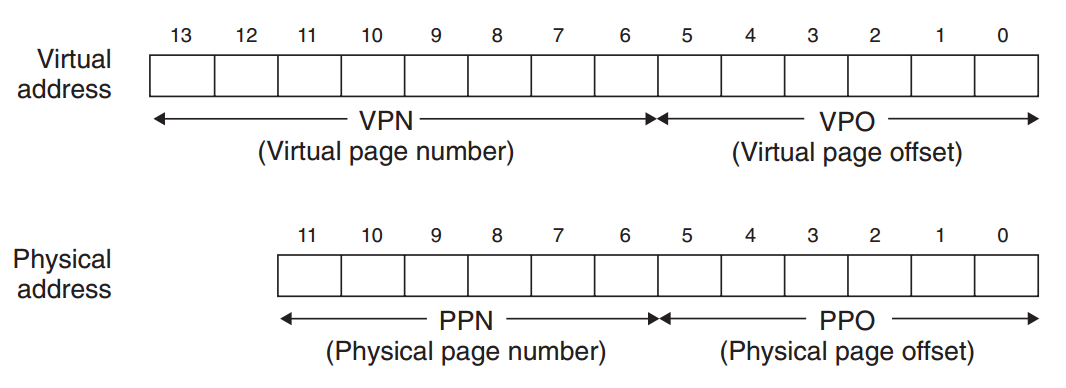 13 12 11 10 9 8 7 6 5 4 3 2 1 0
Virtual
address
VPN VPO
(Virtual page number) (Virtual page offset)
11 10 9 8 7 6 5 4 3 2 1 0
Physical
address
PPN PPO
(Physical page number) (Physical page offset)